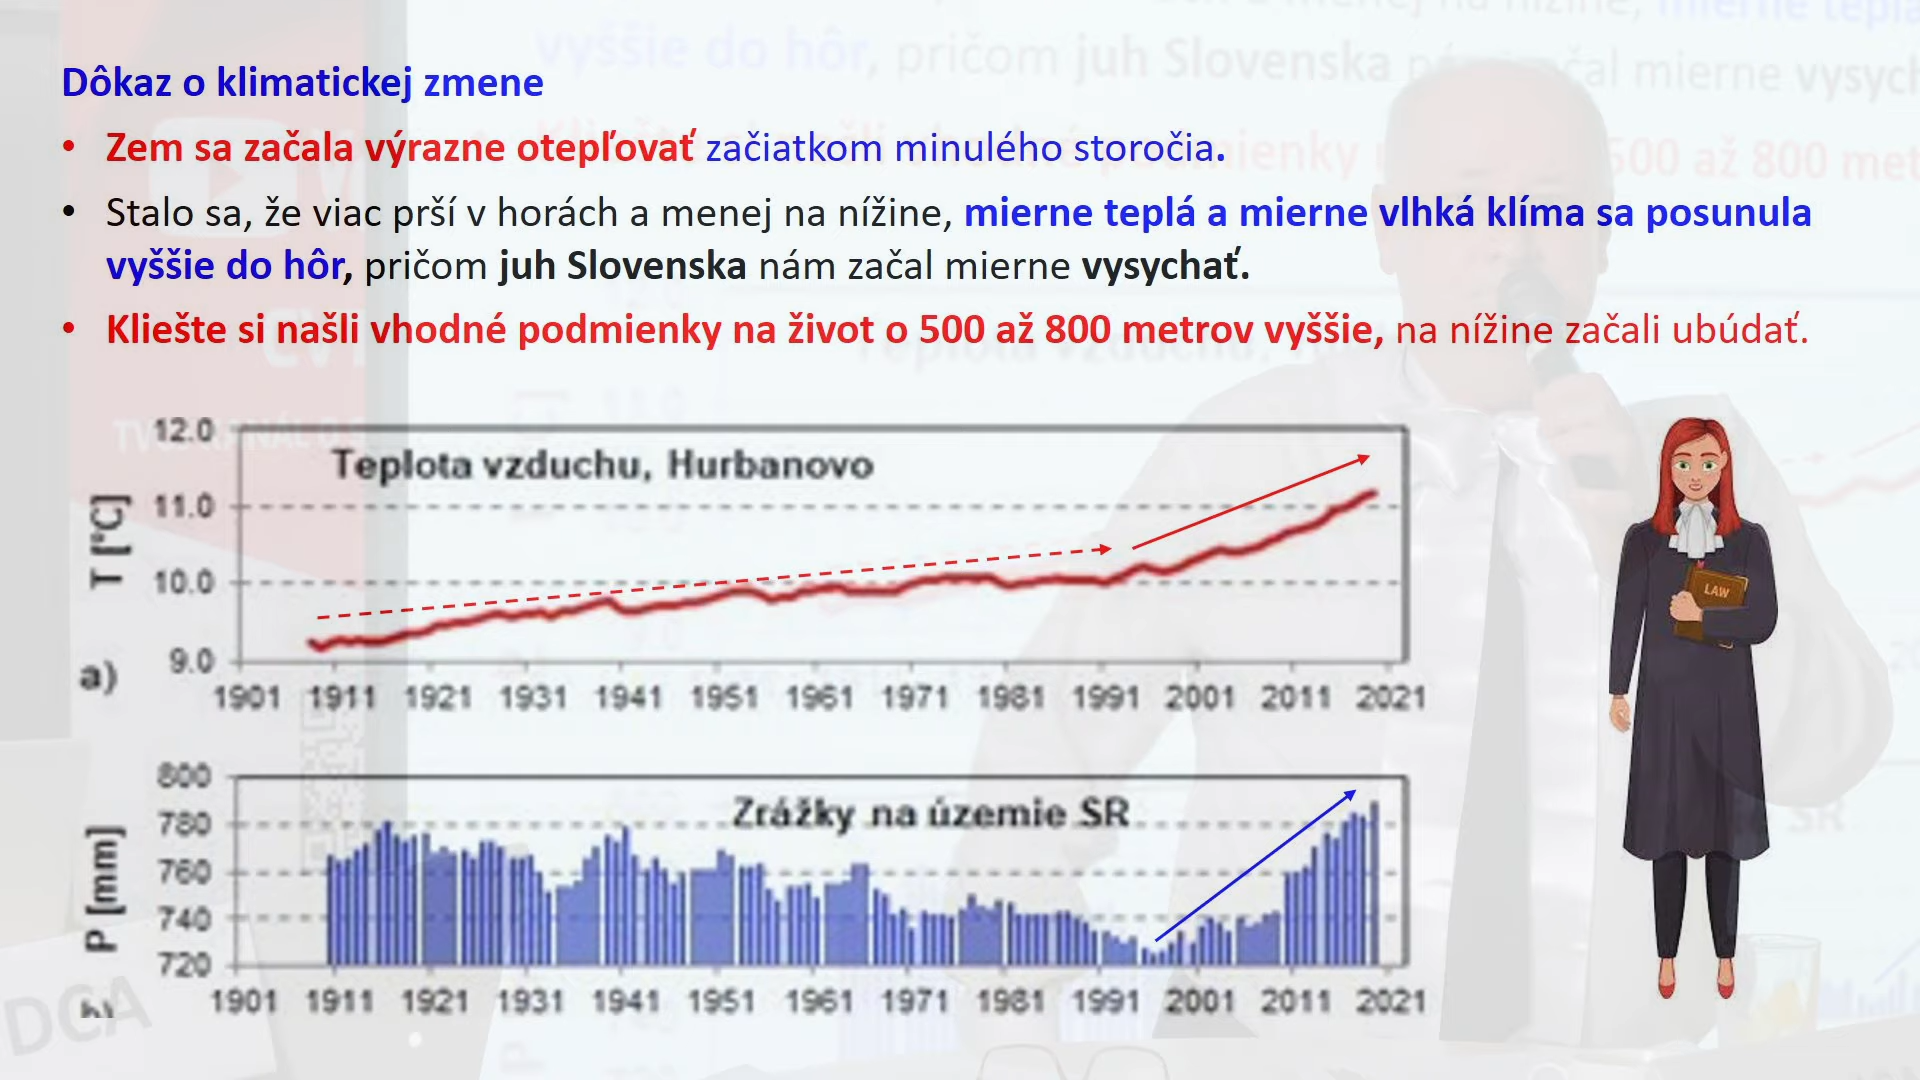 Dôkaz o klimatickej zmene
• Zem sa začala výrazne otepľovať začiatkom minulého storočia.
• Stalo sa, že viac prší v horách a menej na nížine, mierne teplá a mierne vlhká klíma sa posunula
vyššie do hôr, pričom juh Slovenska nám začal mierne vysychať.
• Kliešte si našli vhodné podmienky na život o 500 až 800 metrov vyššie, na nížine začali ubúdať.
12.0
Teplota vzduchu, Hurbanovo
11.0
T [°C]
10.0
9.0
a)
1901 1911 1921 1931 1941 1951 1961 1971 1981 1991 2001 2011 2021
LAW
800
Zrážky na územie SR
780
760
P [mm]
740
720
1901 1911 1921 1931 1941 1951 1961 1971 1981 1991 2001 2011 2021
b)
DCA